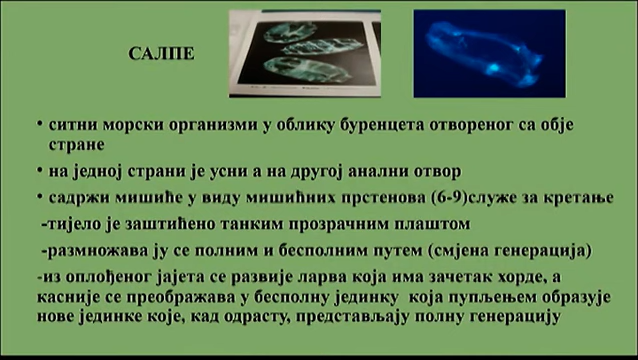 САЛПЕ
• ситни морски организми у облику буренцета отвореног са обје
стране
• на једној страни је усни а на другој анални отвор
• садржи мишиће у виду мишићних прстенова (6-9)служе за кретање
-тијело је заштићено танким прозрачним плаштом
-размножава ју се полним и бесполним путем (смјена генерација)
-из оплођеног јајета се развије ларва која има зачетак хорде, а
касније се преображава у бесполну јединку која пупљењем образује
нове јединке које, кад одрасту, представљају полну генерацију